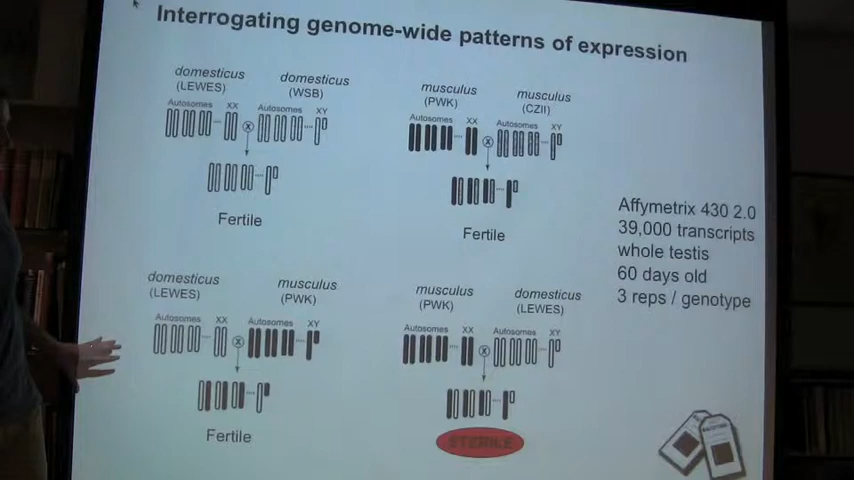 Interrogating genome-wide patterns of expression
domesticus
(LEWES)
domesticus
(WSB)
Autosomes XX Autosomes XY
Fertile
musculus
(PWK)
musculus
(CZII)
Autosomes XX Autosomes XY
Fertile
domesticus
(LEWES)
musculus
(PWK)
Autosomes XX Autosomes XY
Fertile
musculus
(PWK)
domesticus
(LEWES)
Autosomes XX Autosomes XY
STERILE
Affymetrix 430 2.0
39,000 transcripts
whole testis
60 days old
3 reps / genotype